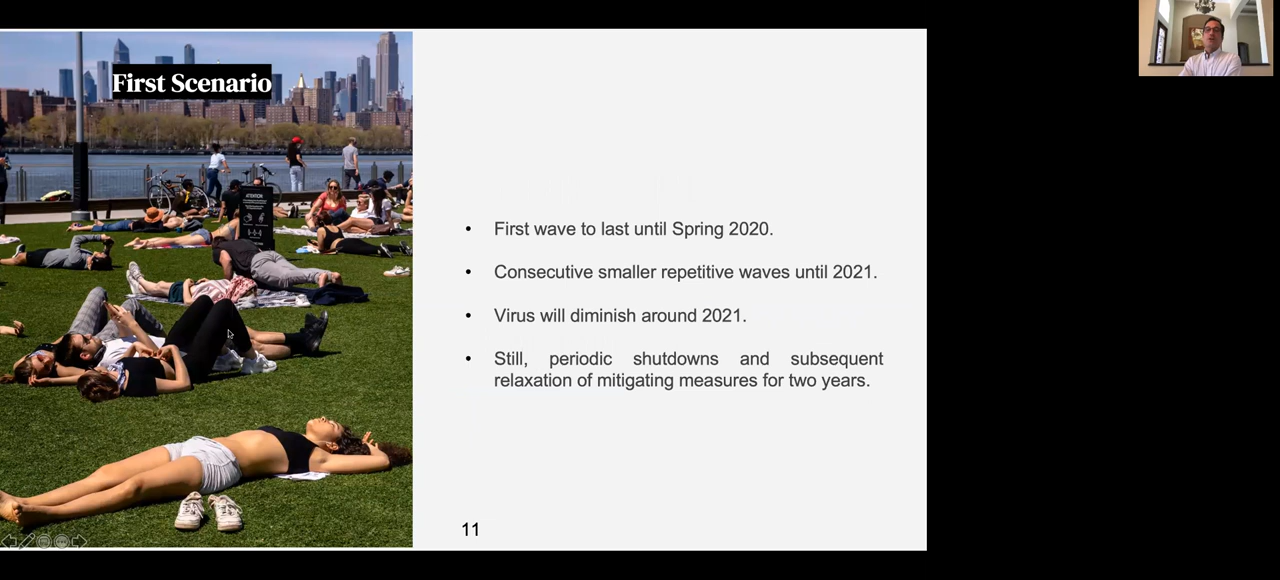 First Scenario
ATTENTION
• First wave to last until Spring 2020.
• Consecutive smaller repetitive waves until 2021.
• Virus will diminish around 2021.
• Still, periodic shutdowns and subsequent
relaxation of mitigating measures for two years.
11